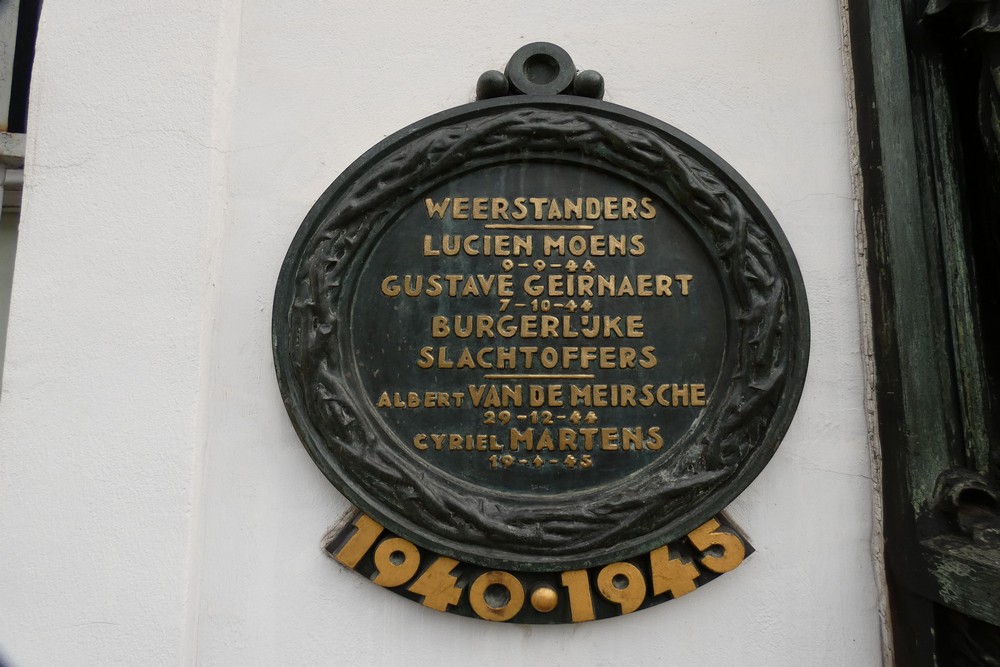 WEERSTANDERS
LUCIEN MOENS
9-9-44
GUSTAVE GEIRNAERT
7-10-44
BURGERLIJKE
SLACHTOFFERS
ALBERT VAN DE MEIRSCHE
29-12-44
CYRIEL MARTENS
19-4-45
1940•1945